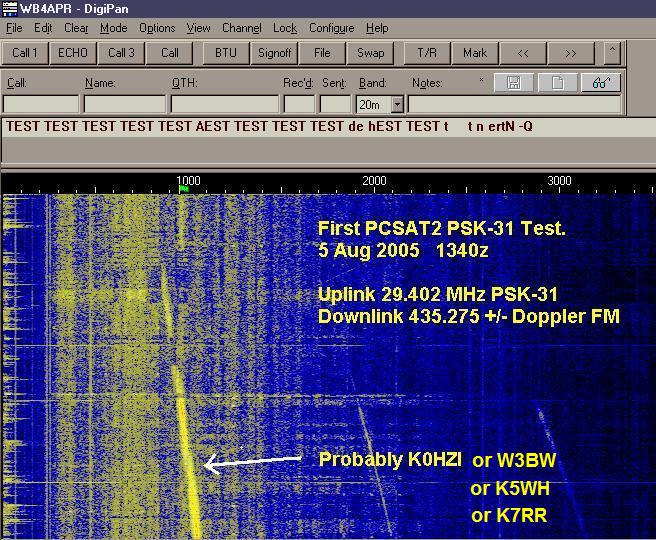 WB4APR - DigiPan
File Edit Clear Mode Options View Channel Lock Configure Help
Call 1 ECHO Call 3 Call BTU Signoff File Swap T/R Mark << >> ^
Call: Name: QTH: Rec'd: Sent: Band: Notes: *
20m
TEST TEST TEST TEST TEST AEST TEST TEST TEST de hEST TEST t t n ertN -Q
1000 2000 3000
First PCSAT2 PSK-31 Test.
5 Aug 2005 1340z
Uplink 29.402 MHz PSK-31
Downlink 435.275 +/- Doppler FM
Probably K0HZI or W3BW
or K5WH
or K7RR